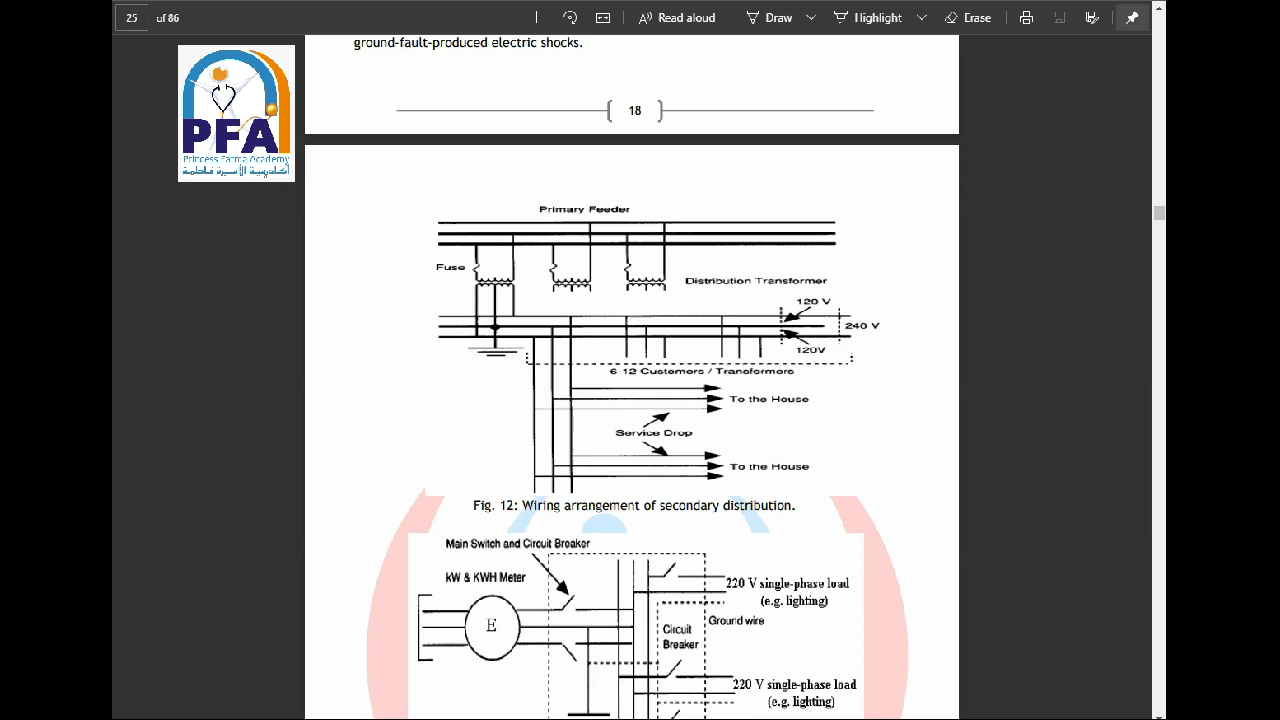 25 of 86
Read aloud
Draw
Highlight
Erase
ground-fault-produced electric shocks.
18
PFA
Princess Fatma Academy
أكاديمية الأميرة فاطمة
Primary Feeder
Fuse
Distribution Transformer
120 V
240 V
120V
6-12 Customers / Transformers
To the House
Service Drop
To the House
Fig. 12: Wiring arrangement of secondary distribution.
Main Switch and Circuit Breaker
kW & KWH Meter
220 V single-phase load
(e.g. lighting)
E
Ground wire
Circuit
Breaker
220 V single-phase load
(e.g. lighting)